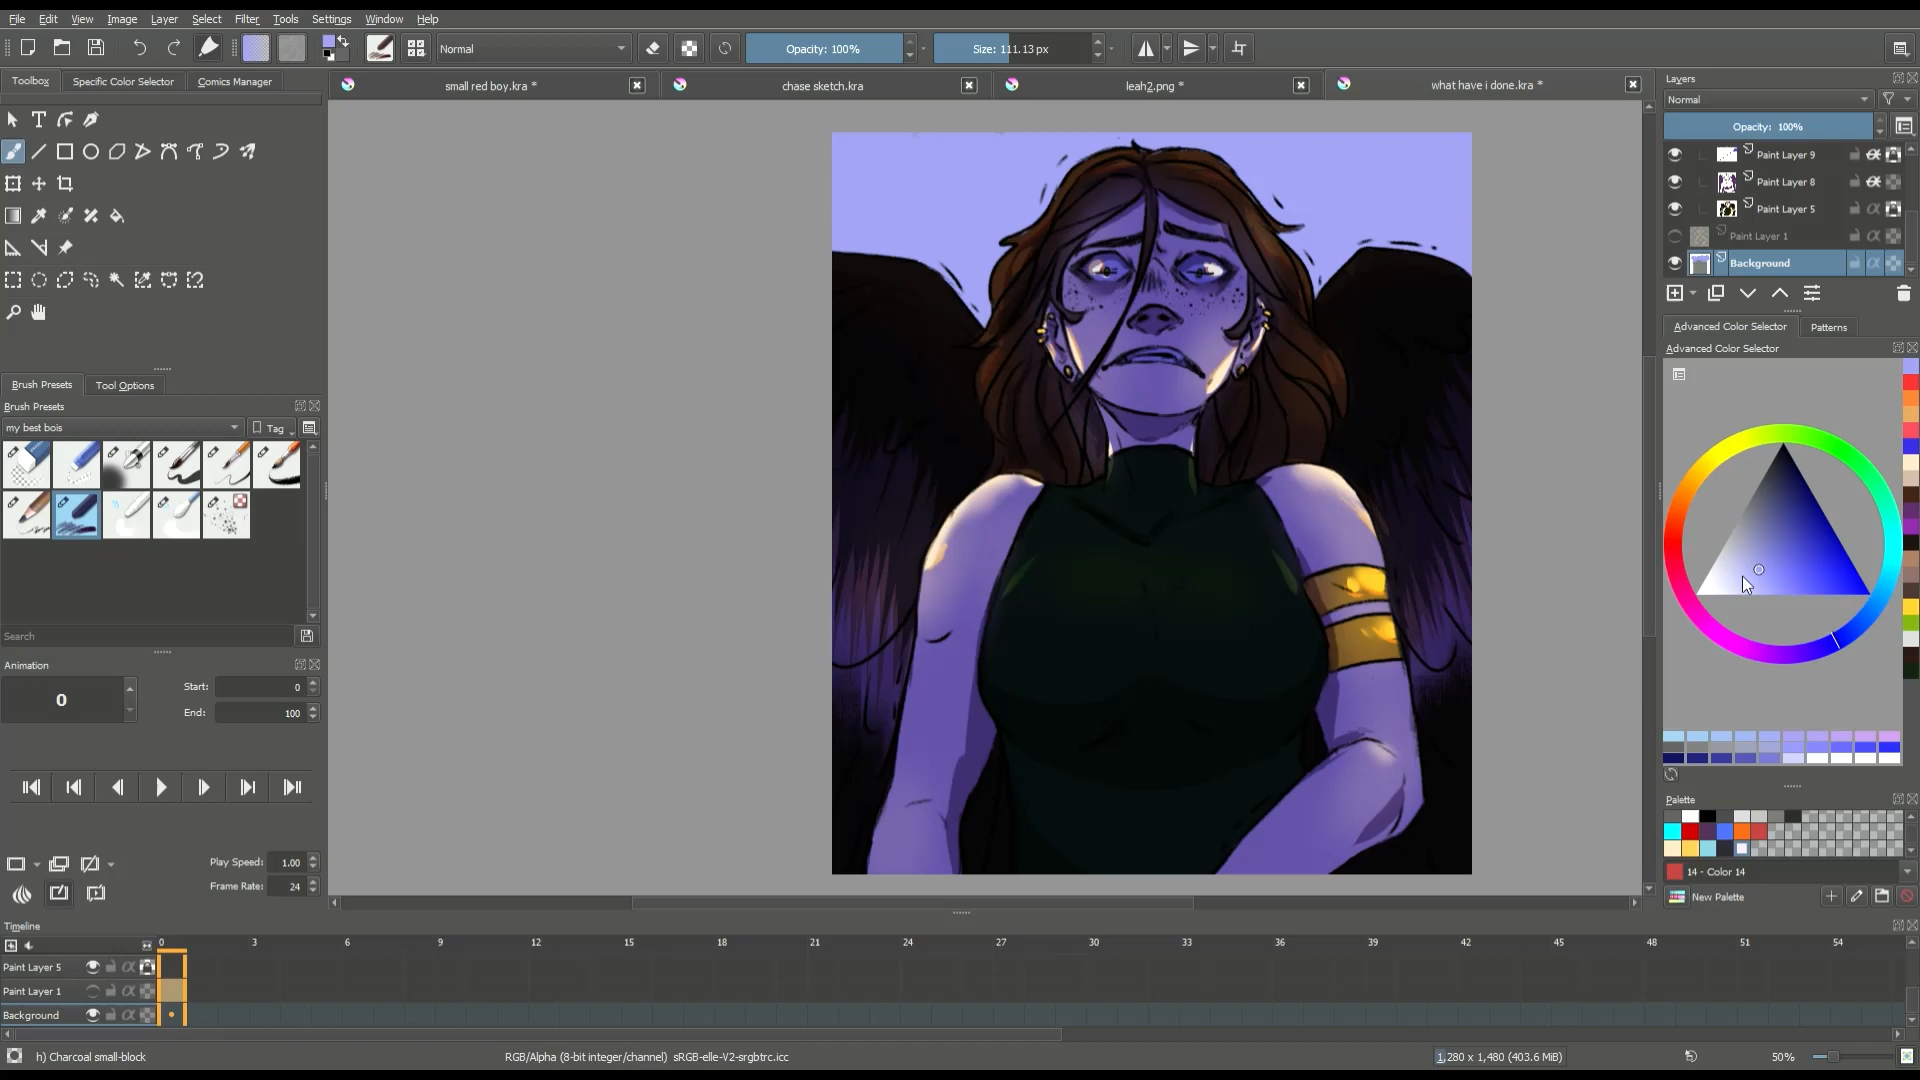 File Edit View Image Layer Select Filter Tools Settings Window Help
Normal
Opacity: 100%
Size: 111.13 px
Toolbox
Specific Color Selector
Comics Manager
small red boy.kra *
chase sketch.kra
leah2.png *
what have i done.kra *
Layers
Normal
Opacity: 100%
Paint Layer 9
Paint Layer 8
Paint Layer 5
Paint Layer 1
Background
Advanced Color Selector
Patterns
Advanced Color Selector
Brush Presets
Tool Options
Brush Presets
my best bois
Tag
Search
Animation
0
Start: 0
End: 100
Play Speed: 1.00
Frame Rate: 24
Palette
14 - Color 14
New Palette
Timeline
0 3 6 9 12 15 18 21 24 27 30 33 36 39 42 45 48 51 54
Paint Layer 5
Paint Layer 1
Background
h) Charcoal small-block
RGB/Alpha (8-bit integer/channel) sRGB-elle-V2-srgbtrc.icc
1,280 x 1,480 (403.6 MiB)
50%